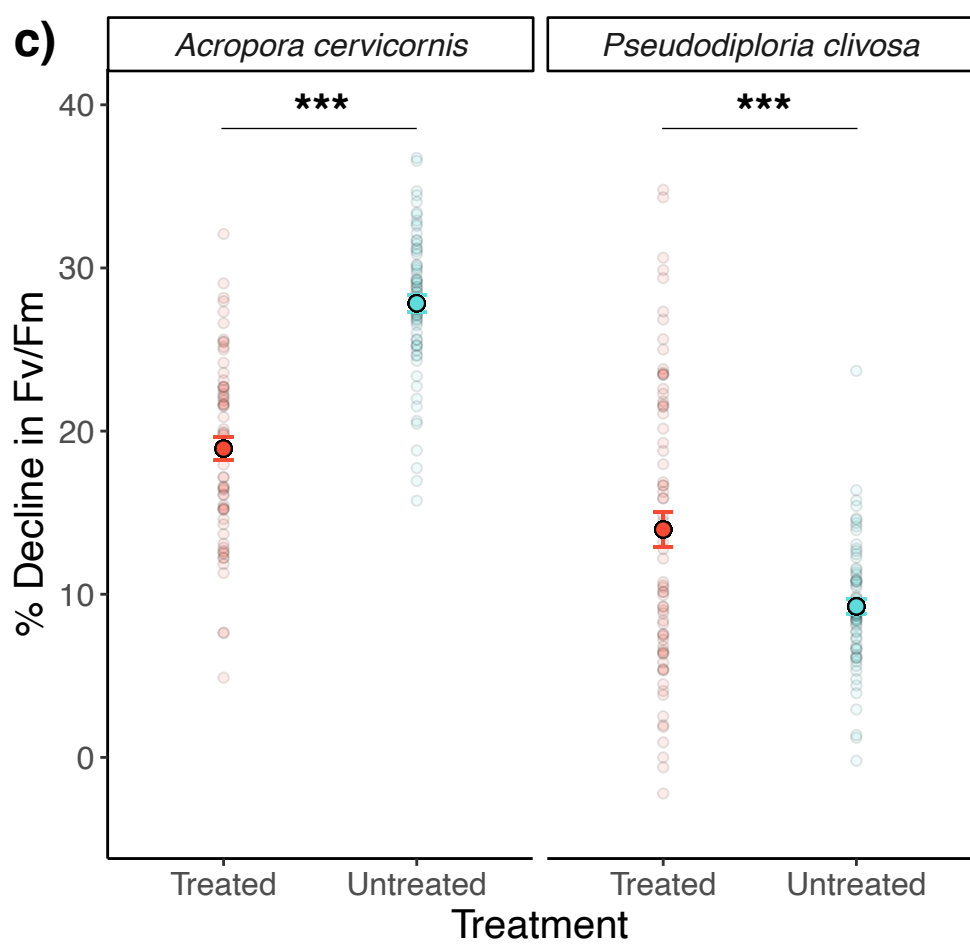 c)
Acropora cervicornis
Pseudodiploria clivosa
***
***
% Decline in Fv/Fm
40
30
20
10
0
Treated
Untreated
Treated
Untreated
Treatment